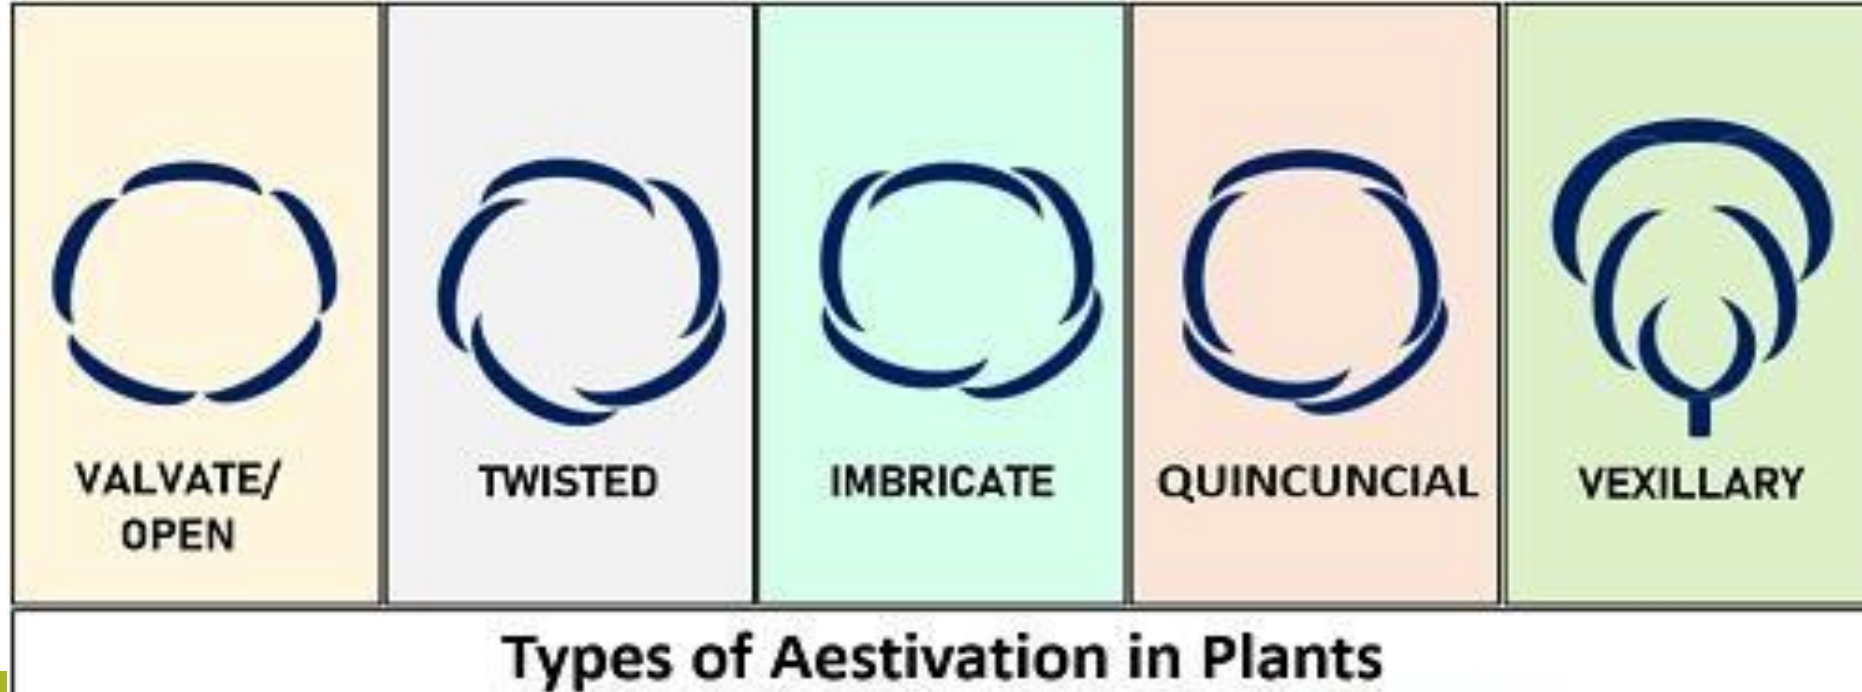 VALVATE/
OPEN
TWISTED
IMBRICATE
QUINCUNCIAL
VEXILLARY
Types of Aestivation in Plants